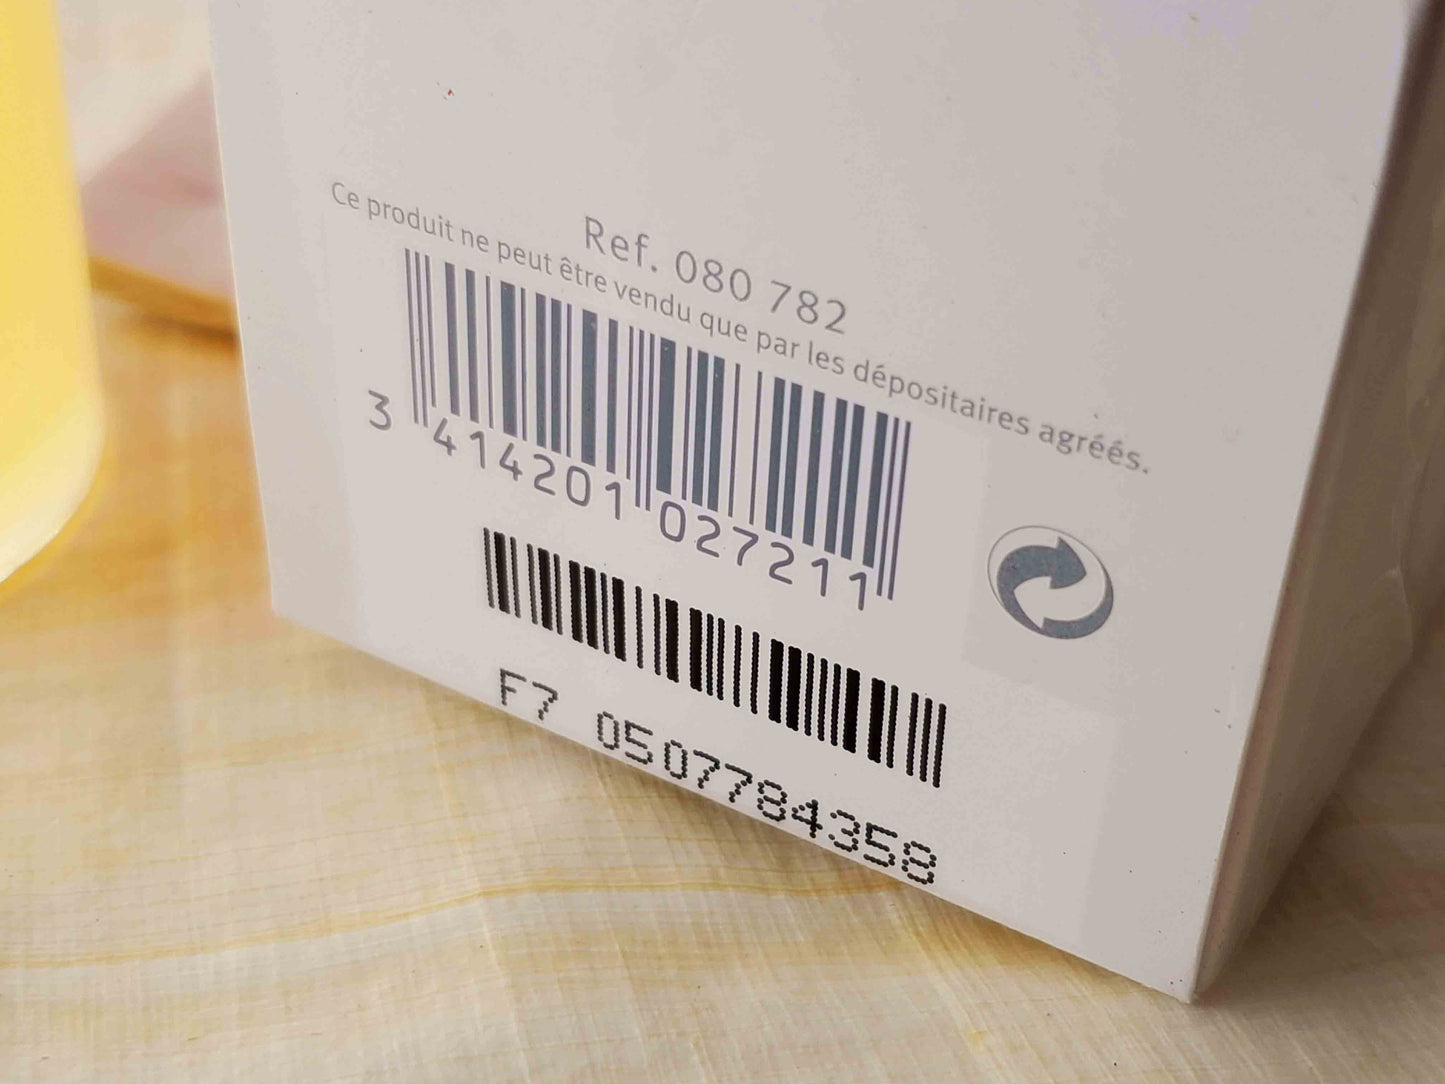 Ref. 080 782
Ce produit ne peut être vendu que par les dépositaires agréés.
3 414201 027211
F7 0507784358